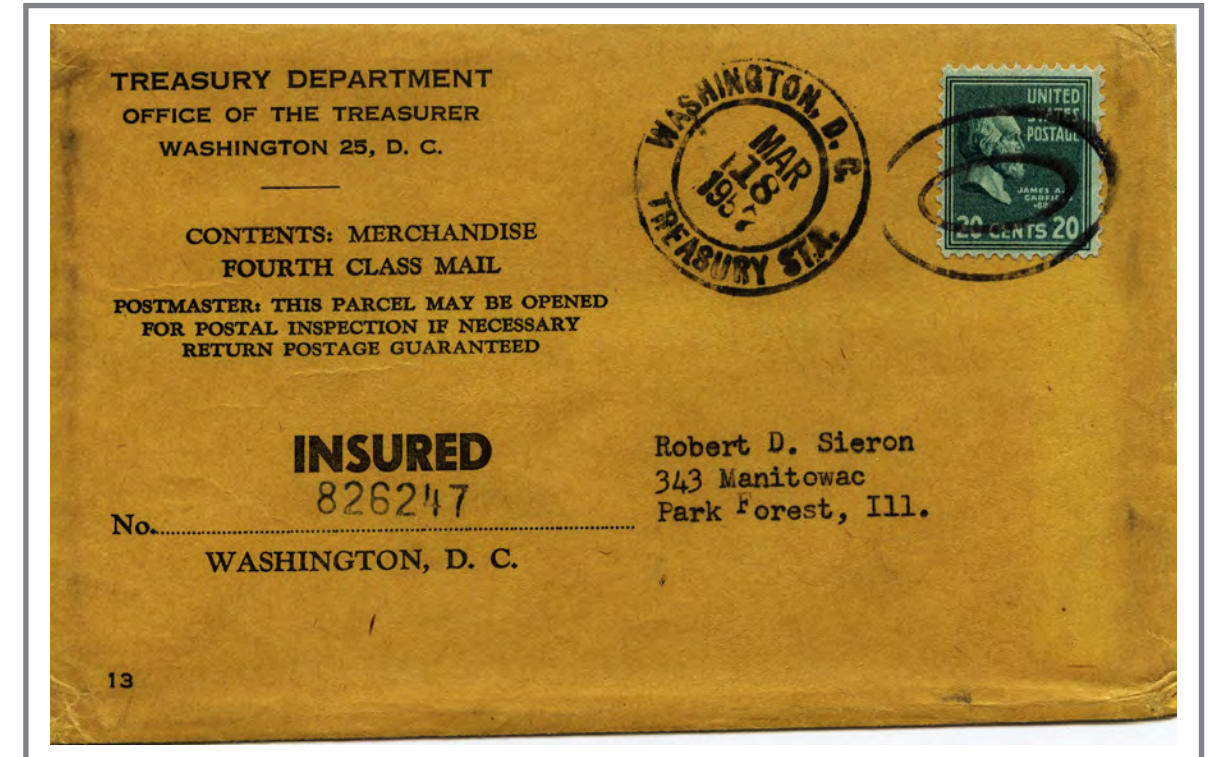 TREASURY DEPARTMENT
OFFICE OF THE TREASURER
WASHINGTON 25, D. C.
CONTENTS: MERCHANDISE
FOURTH CLASS MAIL
POSTMASTER: THIS PARCEL MAY BE OPENED
FOR POSTAL INSPECTION IF NECESSARY
RETURN POSTAGE GUARANTEED
WASHINGTON, D. C.
MAR
18
TREASURY STA.
UNITED
STATES
POSTAGE
JAMES A.
GARFIELD
20 CENTS 20
INSURED
826247
No.
WASHINGTON, D. C.
Robert D. Sieron
343 Manitowac
Park Forest, Ill.
13